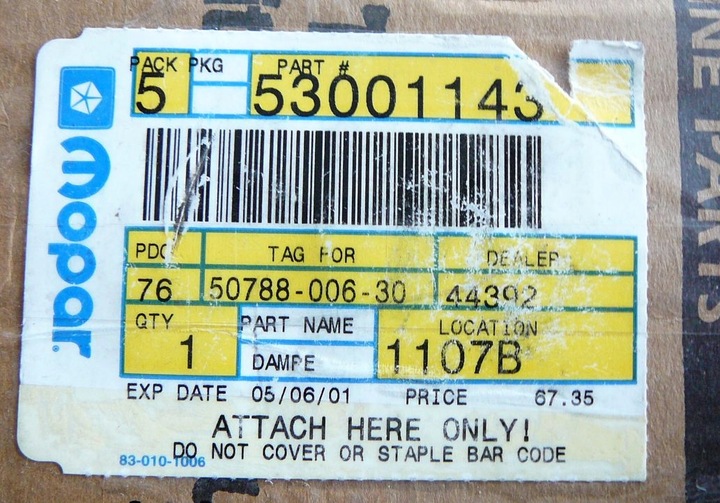 PACK PKG PART #
5 53001143
Mopar
PDC TAG FOR DEALER
76 50788-006-30 44392
QTY PART NAME LOCATION
1 DAMPE 1107B
EXP DATE 05/06/01 PRICE 67.35
ATTACH HERE ONLY!
83-010-1006 DO NOT COVER OR STAPLE BAR CODE
INE PARTS